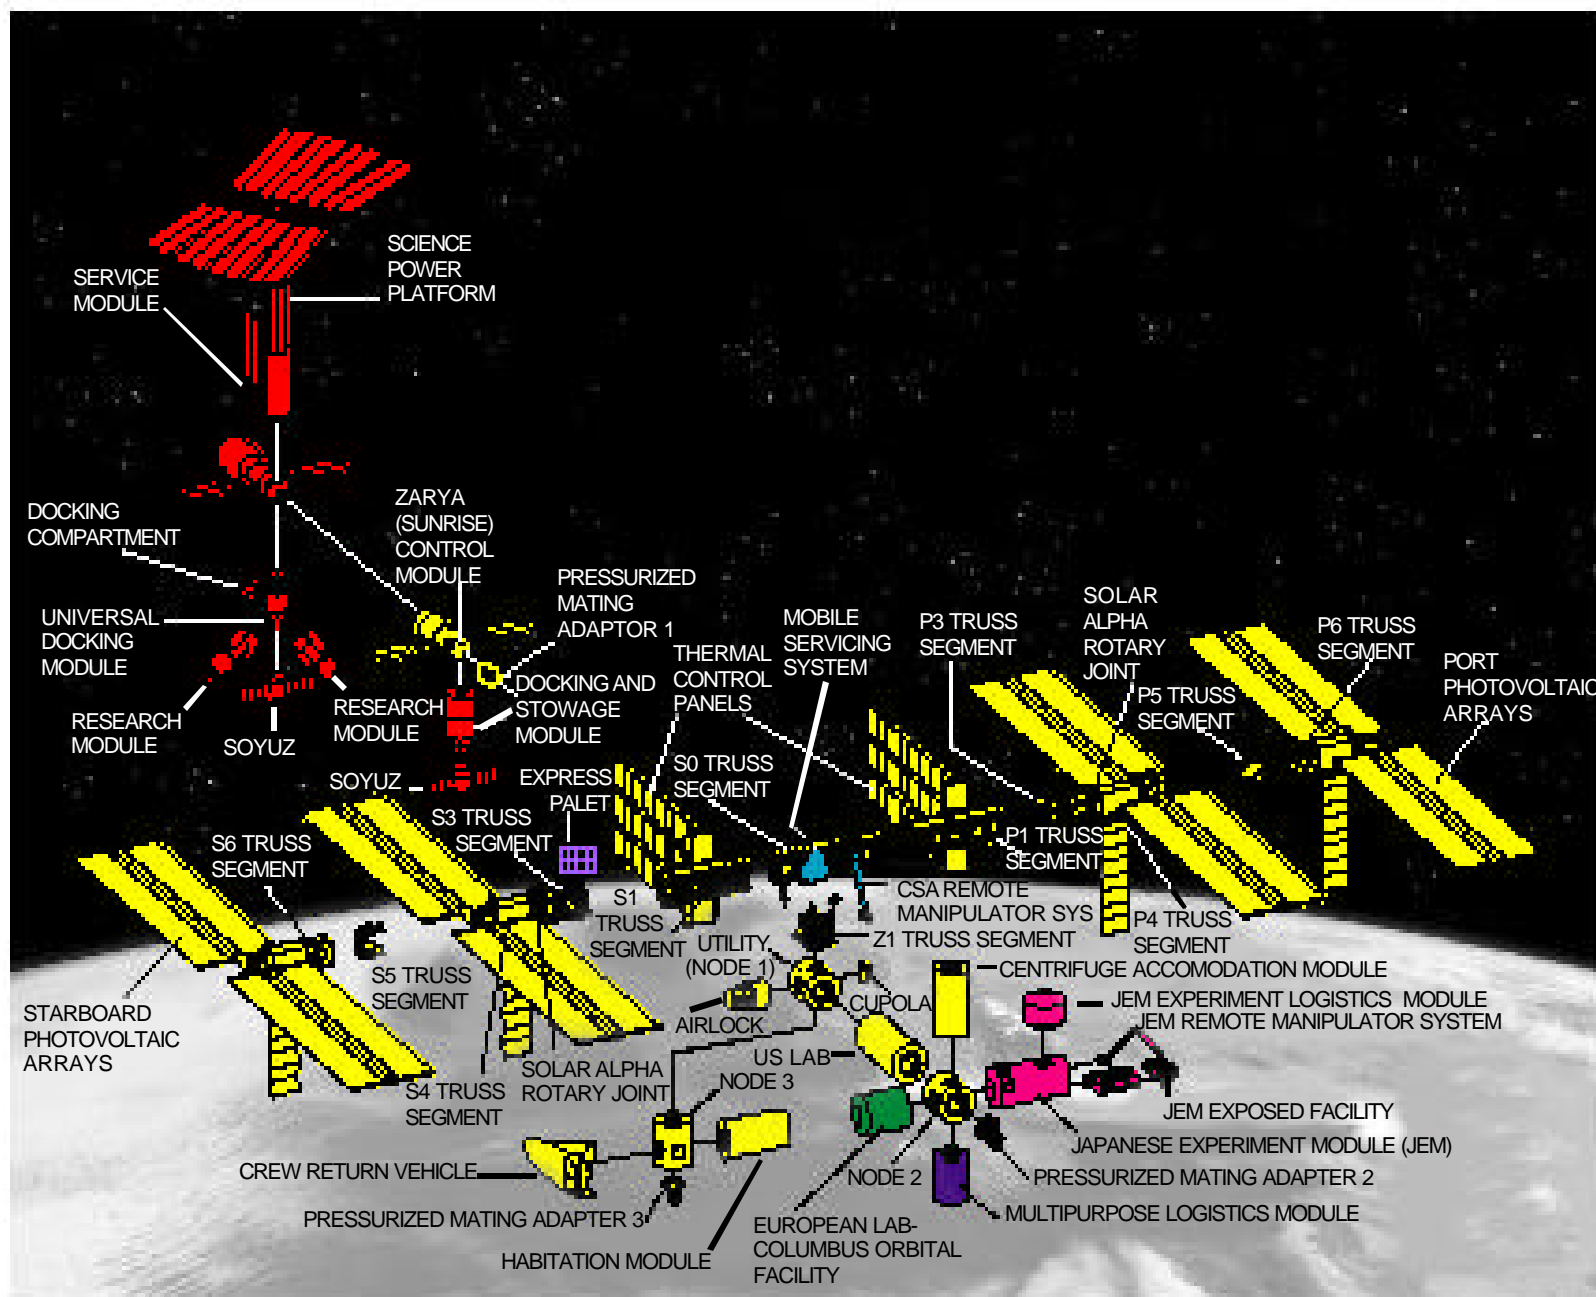 SCIENCE
POWER
PLATFORM
SERVICE
MODULE
ZARYA
(SUNRISE)
CONTROL
MODULE
DOCKING
COMPARTMENT
PRESSURIZED
MATING
ADAPTOR 1
UNIVERSAL
DOCKING
MODULE
MOBILE
SERVICING
SYSTEM
P3 TRUSS
SEGMENT
SOLAR
ALPHA
ROTARY
JOINT
P6 TRUSS
SEGMENT
THERMAL
CONTROL
PANELS
PORT
PHOTOVOLTAIC
ARRAYS
P5 TRUSS
SEGMENT
DOCKING AND
STOWAGE
MODULE
RESEARCH
MODULE
RESEARCH
MODULE
SOYUZ
SOYUZ
EXPRESS
PALET
S0 TRUSS
SEGMENT
S3 TRUSS
SEGMENT
S6 TRUSS
SEGMENT
P1 TRUSS
SEGMENT
S1
TRUSS
SEGMENT
CSA REMOTE
MANIPULATOR SYS
P4 TRUSS
SEGMENT
Z1 TRUSS SEGMENT
UTILITY
(NODE 1)
S5 TRUSS
SEGMENT
CENTRIFUGE ACCOMODATION MODULE
CUPOLA
JEM EXPERIMENT LOGISTICS MODULE
JEM REMOTE MANIPULATOR SYSTEM
STARBOARD
PHOTOVOLTAIC
ARRAYS
AIRLOCK
US LAB
SOLAR ALPHA
ROTARY JOINT
NODE 3
S4 TRUSS
SEGMENT
JEM EXPOSED FACILITY
JAPANESE EXPERIMENT MODULE (JEM)
CREW RETURN VEHICLE
NODE 2
PRESSURIZED MATING ADAPTER 2
PRESSURIZED MATING ADAPTER 3
MULTIPURPOSE LOGISTICS MODULE
HABITATION MODULE
EUROPEAN LAB-
COLUMBUS ORBITAL
FACILITY